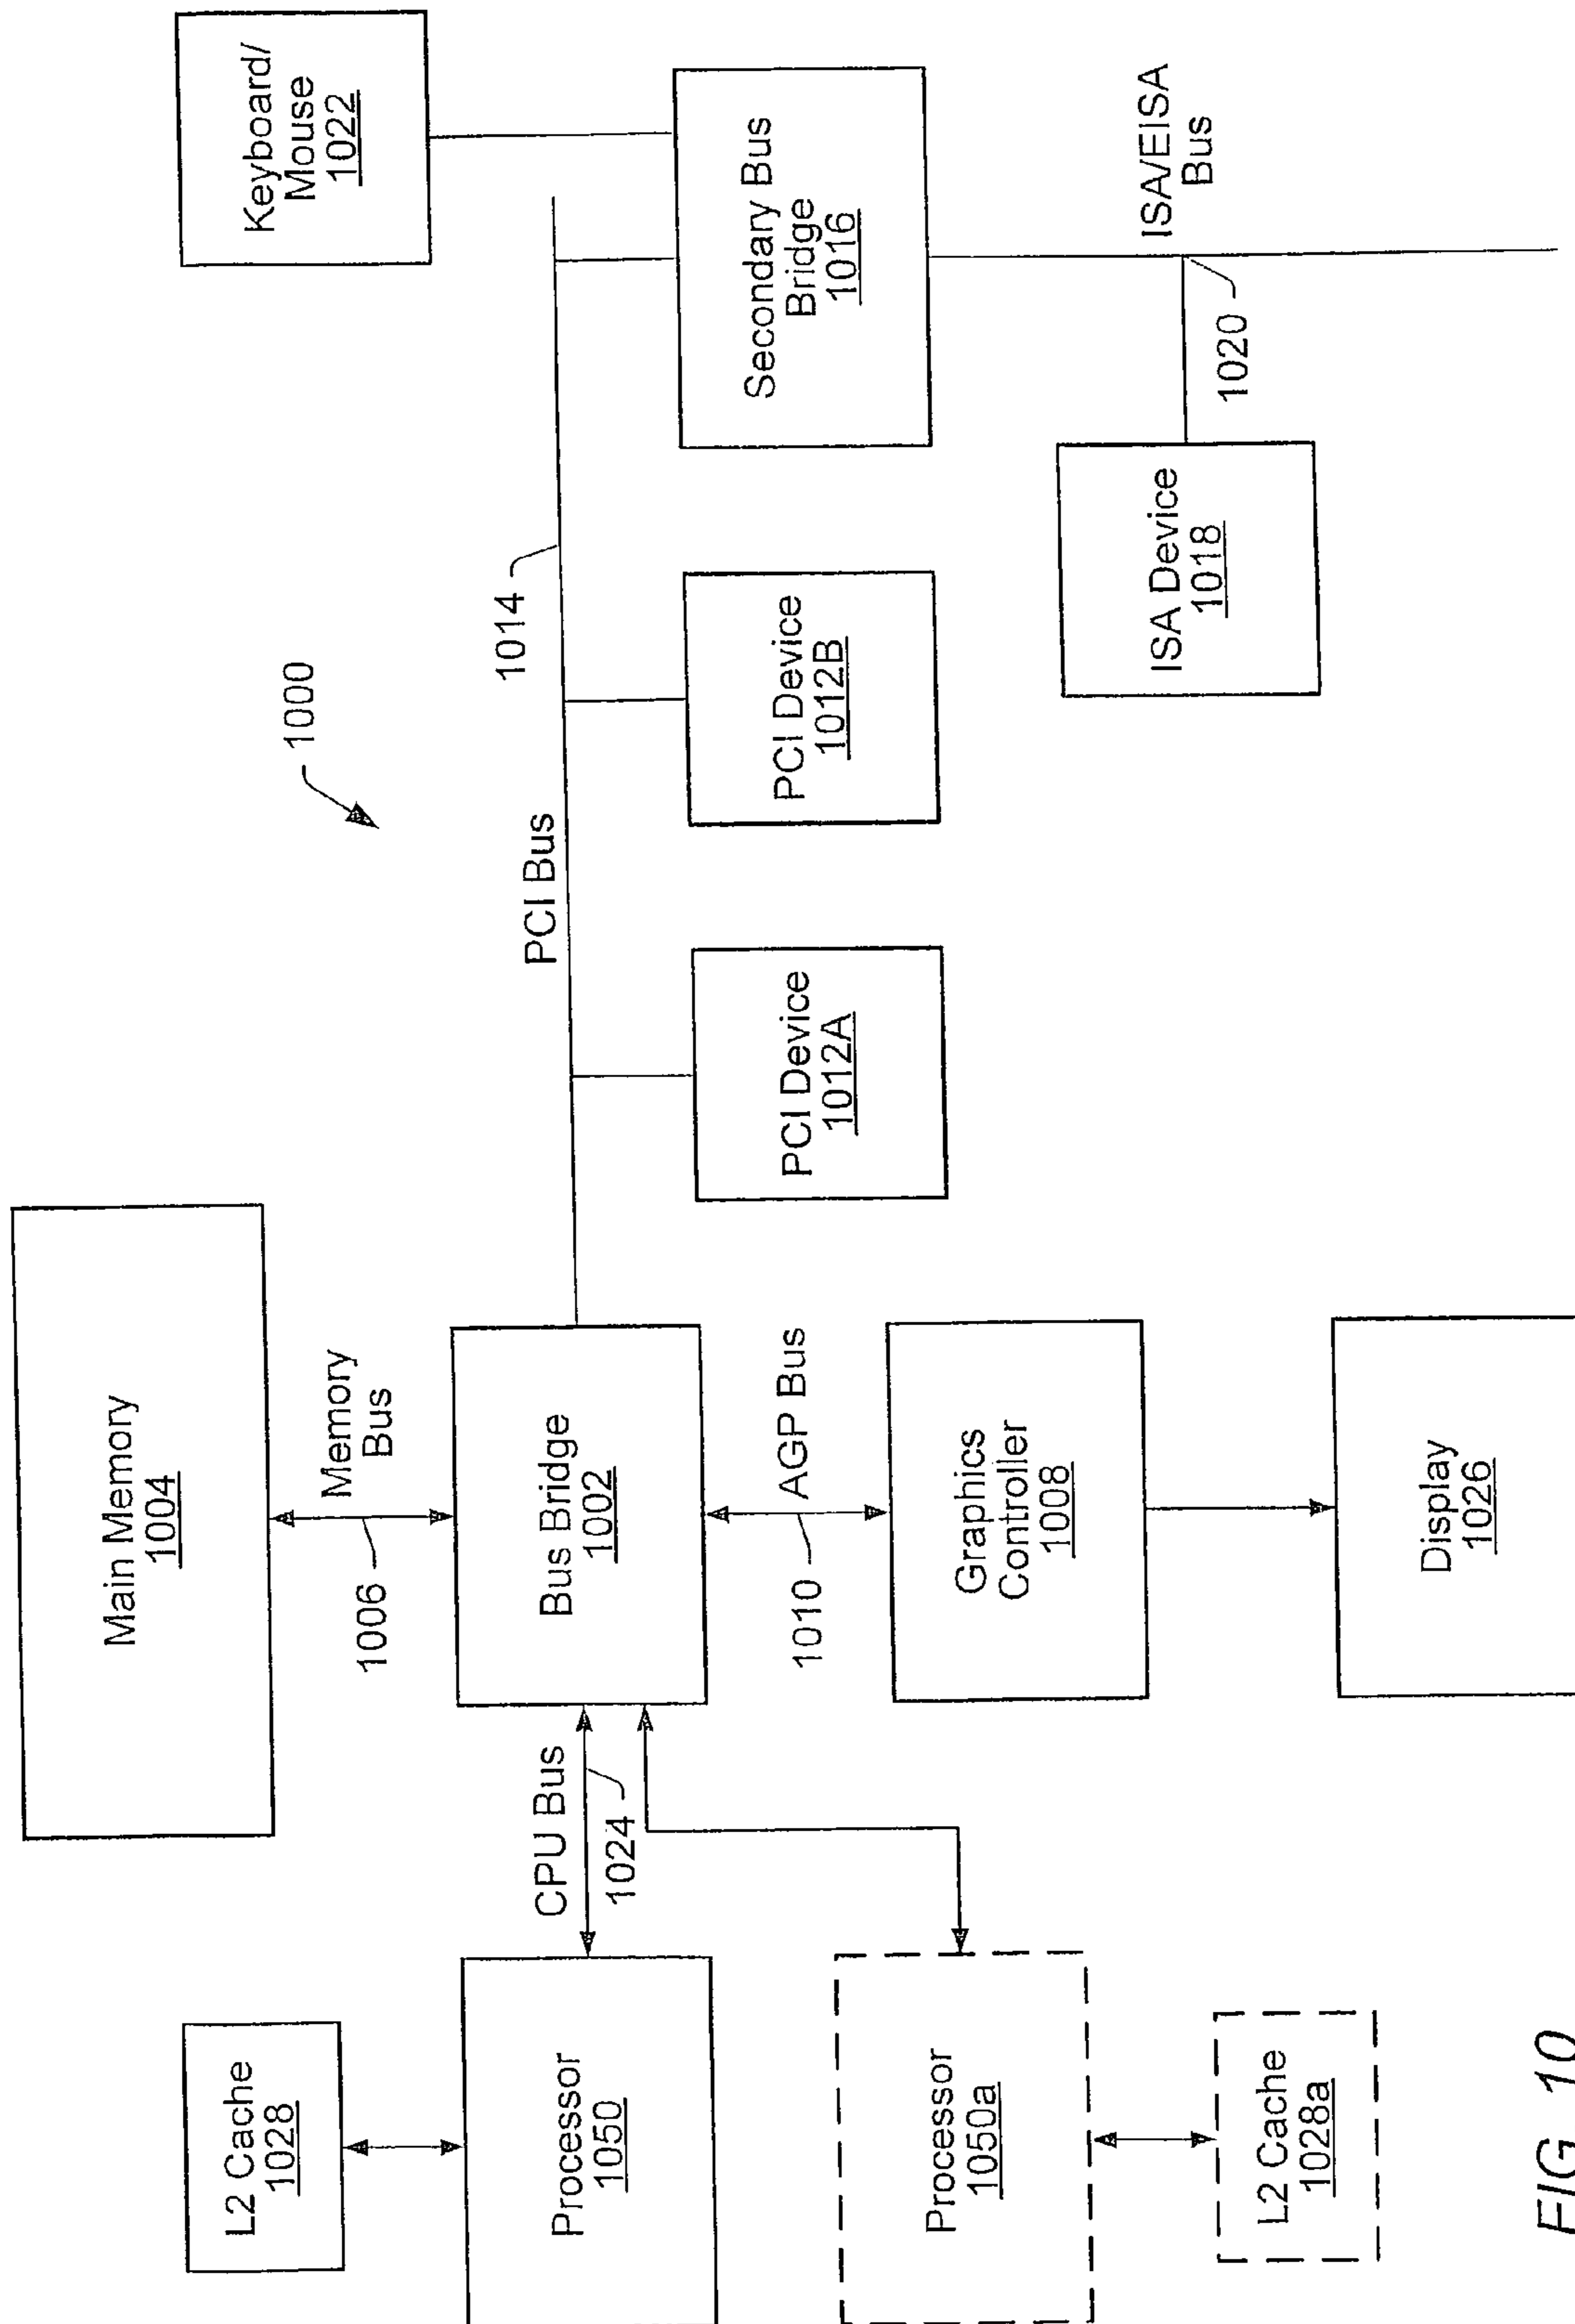 L2 Cache
1028
Processor
1050
Processor
1050a
L2 Cache
1028a
CPU Bus
1024
Main Memory
1004
Memory
Bus
1006
Bus Bridge
1002
AGP Bus
1010
Graphics
Controller
1008
Display
1026
1000
PCI Bus
1014
PCI Device
1012A
PCI Device
1012B
Keyboard/
Mouse
1022
Secondary Bus
Bridge
1016
ISA Device
1018
ISA/EISA
Bus
1020
FIG. 10